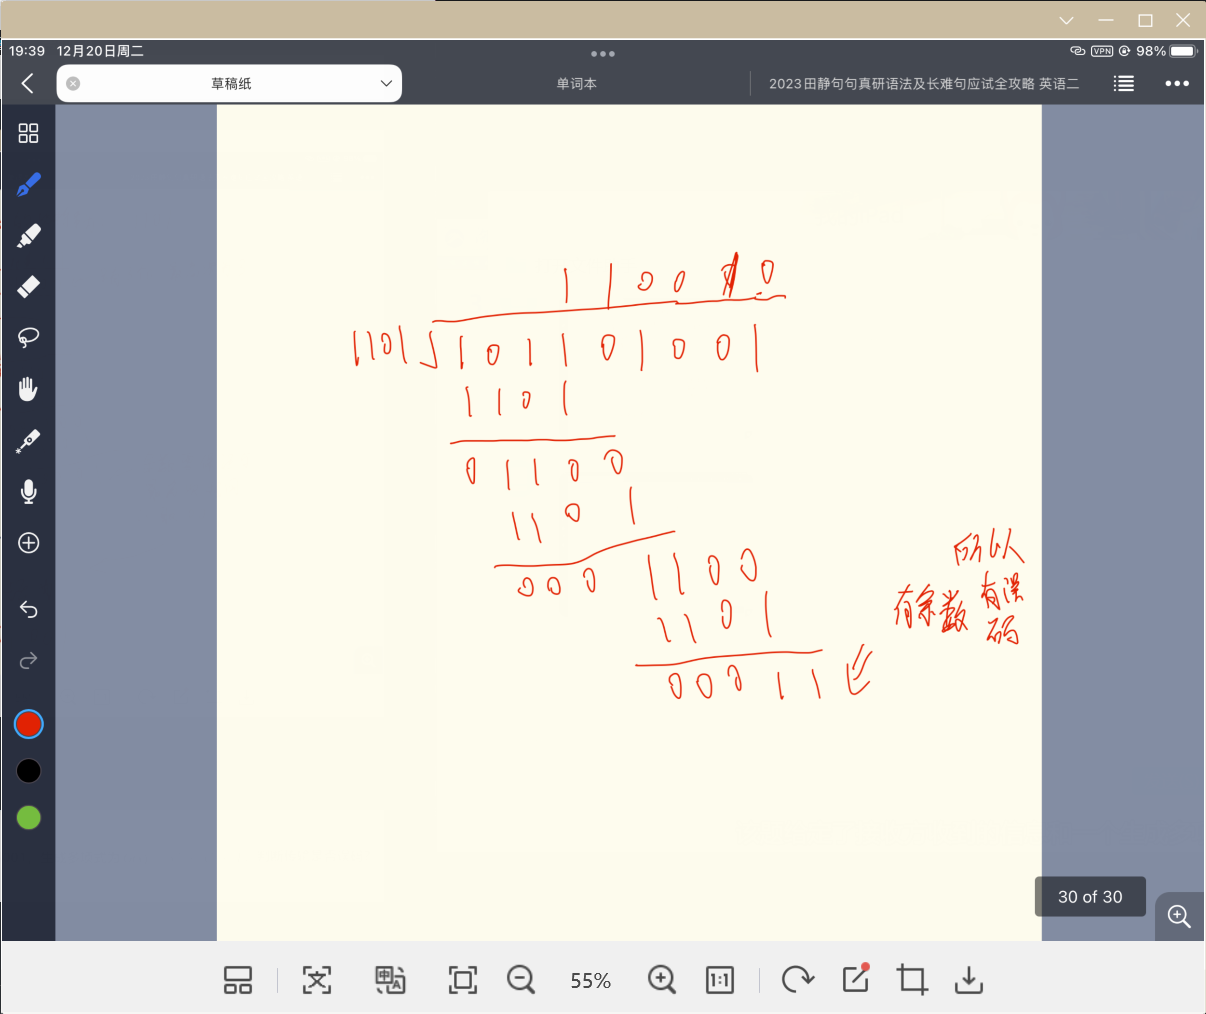 19:39 12月20日周二
VPN 98%
草稿纸 单词本 2023田静句句真研语法及长难句应试全攻略 英语二
1 1 0 0 1 0
1101 1 0 1 1 0 1 0 0 1
1 1 0 1
0 1 1 0 0
1 1 0 1
0 0 0 1 1 0 0
1 1 0 1
0 0 0 1 1
所以
有余数 有误
码
30 of 30
55% 1:1